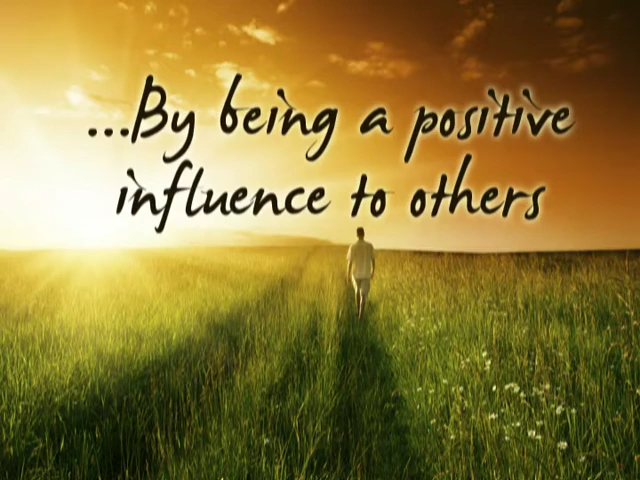 ...By being a positive
influence to others